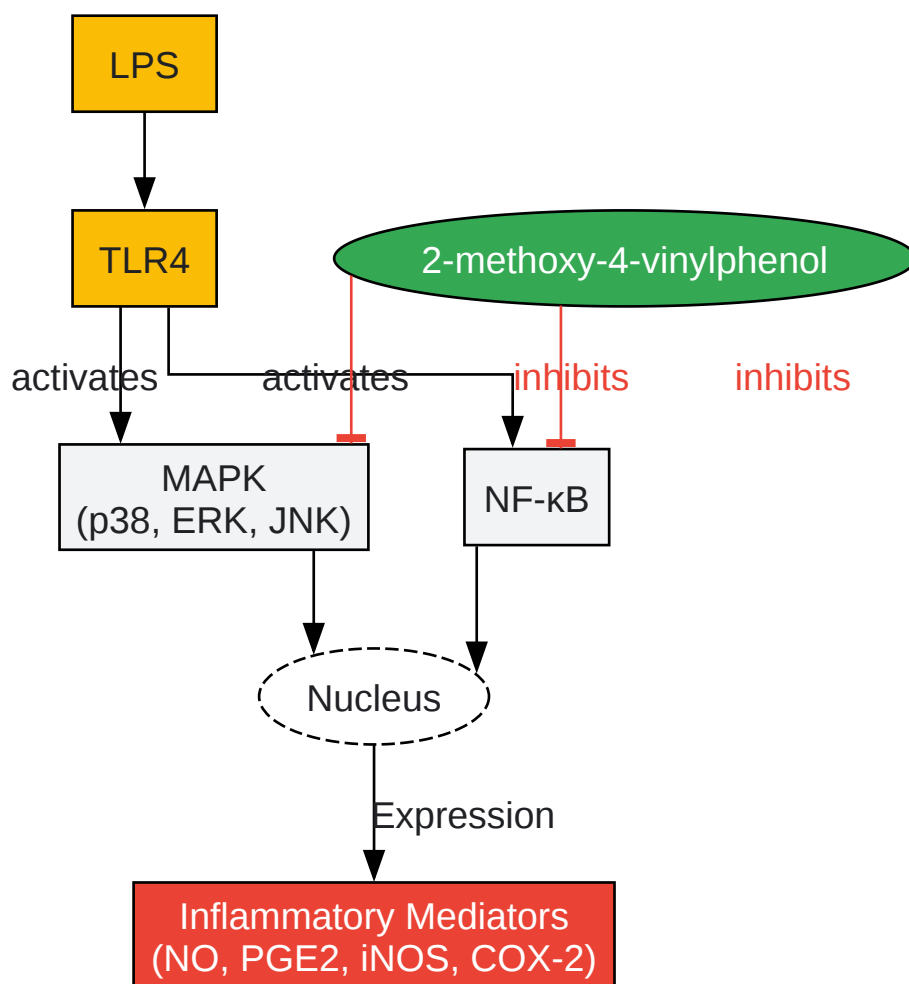 LPS
TLR4
2-methoxy-4-vinylphenol
activates
activates
inhibits
inhibits
MAPK
(p38, ERK, JNK)
NF-κB
Nucleus
Expression
Inflammatory Mediators
(NO, PGE2, iNOS, COX-2)